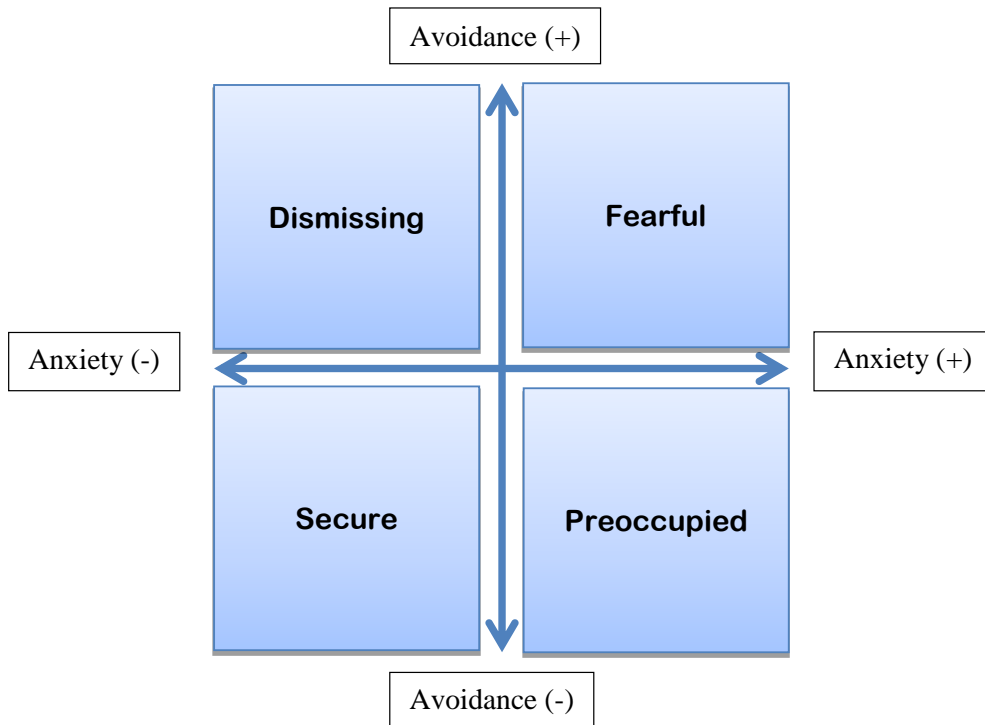 Avoidance (+)
Dismissing
Fearful
Anxiety (-)
Anxiety (+)
Secure
Preoccupied
Avoidance (-)